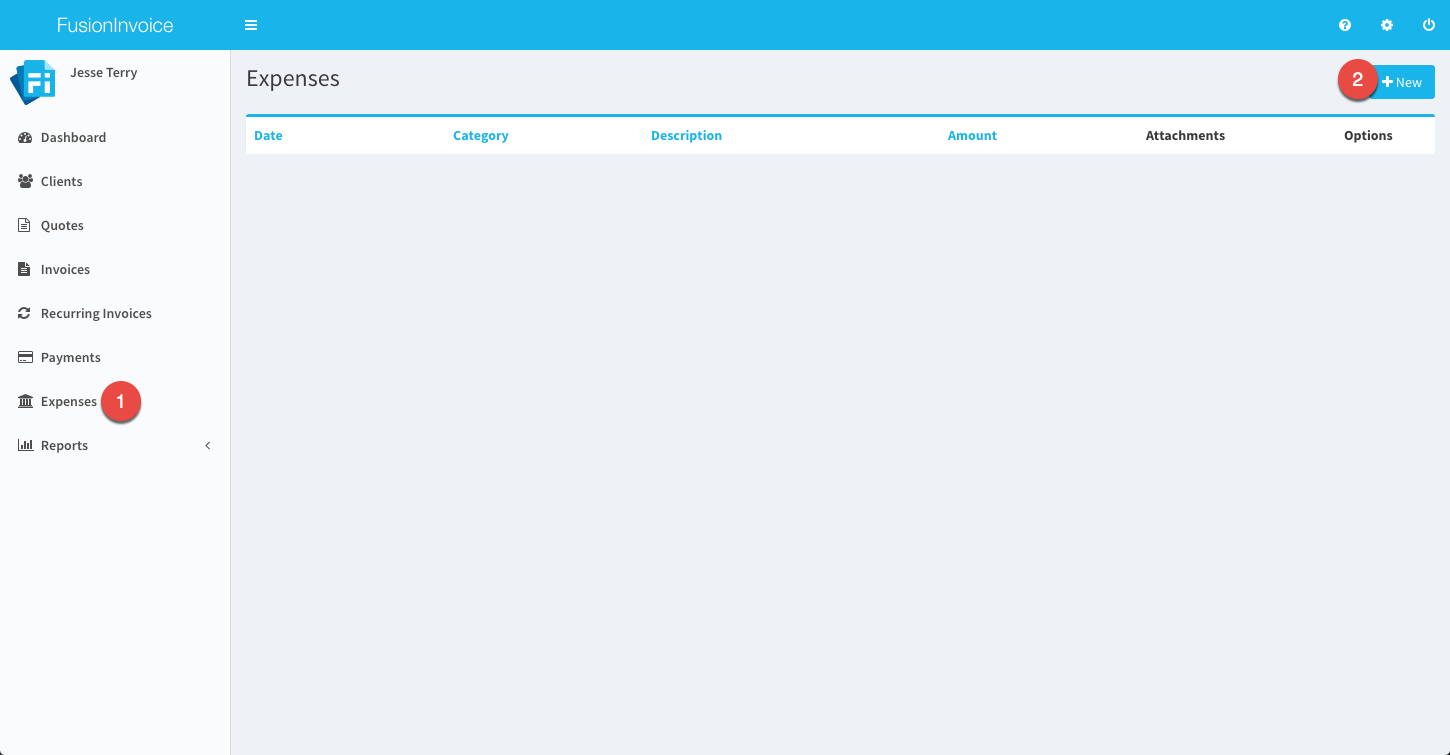 FusionInvoice
Fi
Jesse Terry
Dashboard
Clients
Quotes
Invoices
Recurring Invoices
Payments
Expenses 1
Reports
Expenses
2 New
Date Category Description Amount Attachments Options